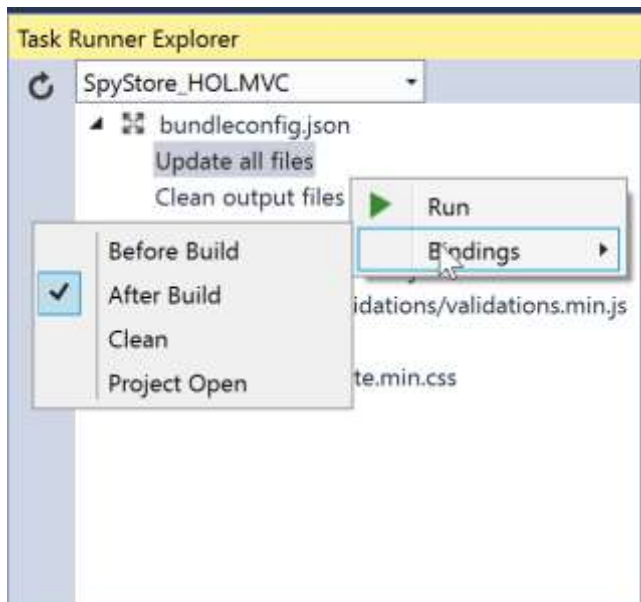 Task Runner Explorer
SpyStore_HOL.MVC
bundleconfig.json
Update all files
Clean output files
Run
Bindings
Before Build
After Build
Clean
Project Open
idations/validations.min.js
te.min.css